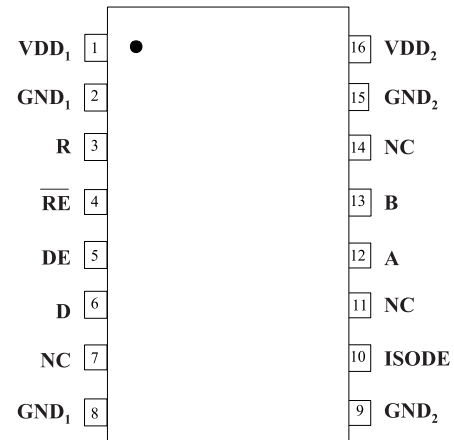 VDD₁ 1 16 VDD₂
GND₁ 2 15 GND₂
R 3 14 NC
R̅E̅ 4 13 B
DE 5 12 A
D 6 11 NC
NC 7 10 ISODE
GND₁ 8 9 GND₂